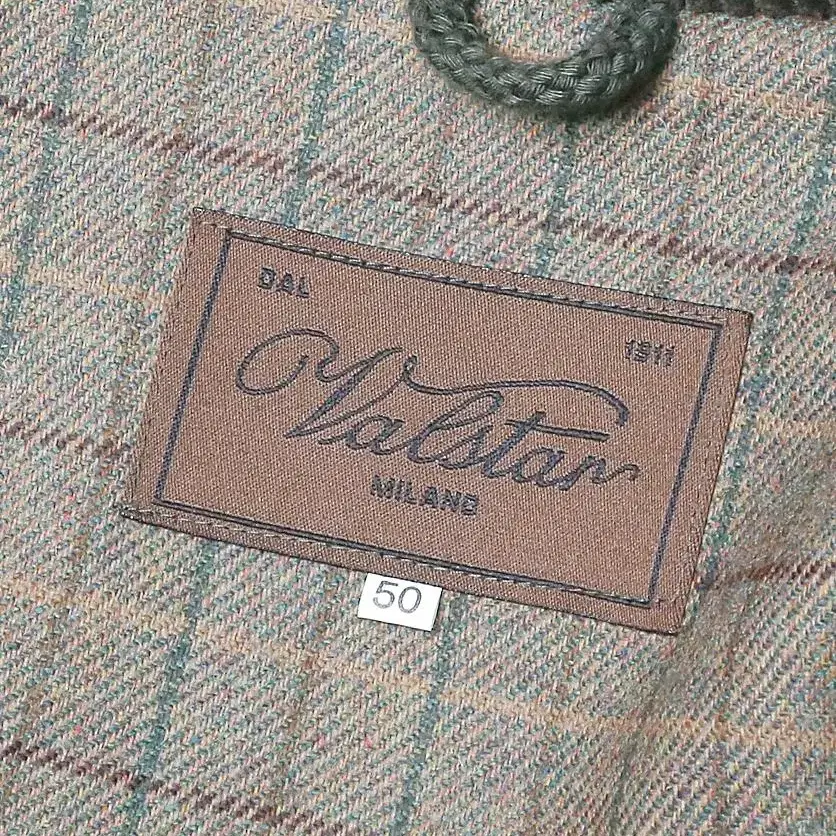 DAL
1911
Valstar
MILANO
50